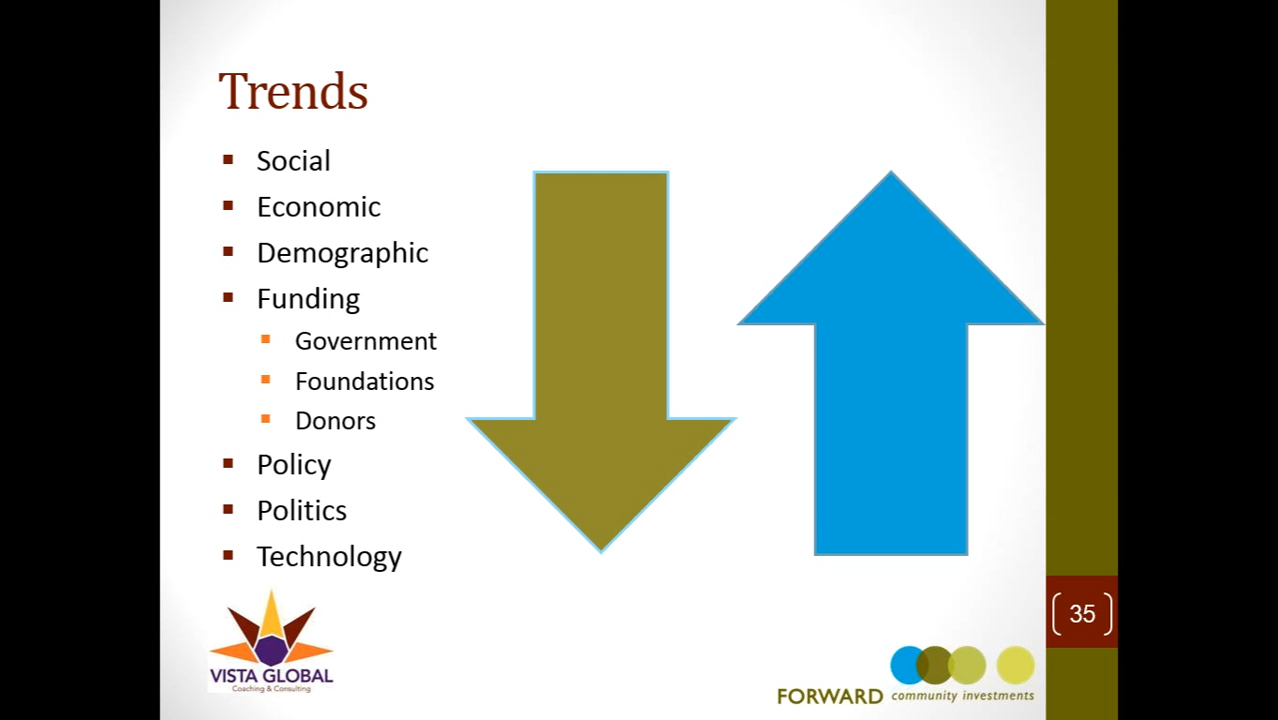 Trends
Social
Economic
Demographic
Funding
Government
Foundations
Donors
Policy
Politics
Technology
35
VISTA GLOBAL
Coaching & Consulting
FORWARD community investments